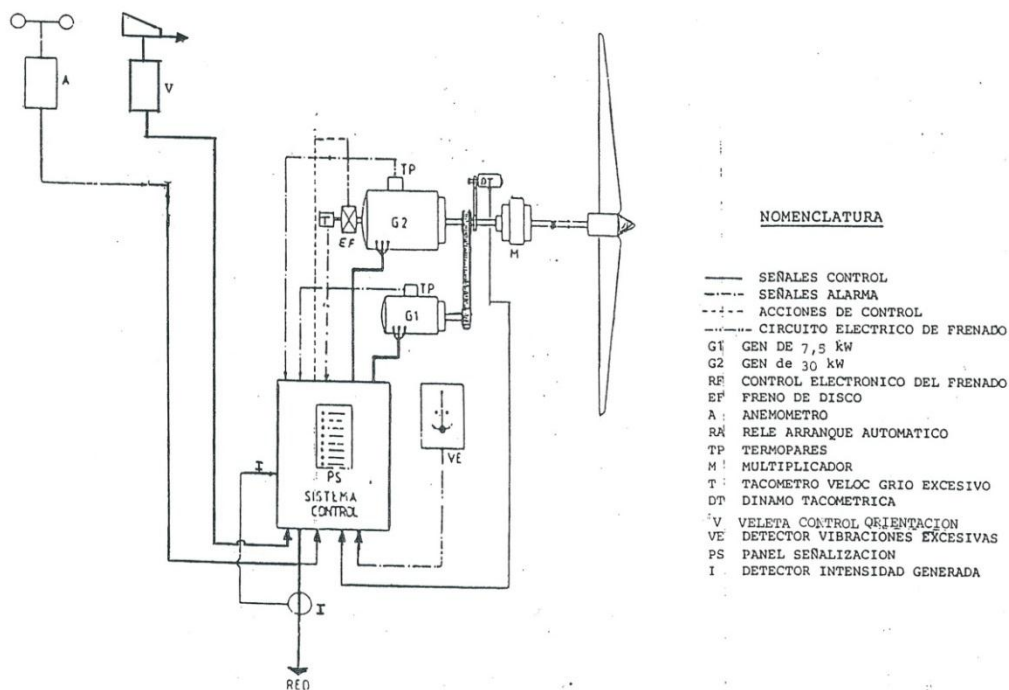 A
V
TP
DT
T
EF
G2
M
TP
G1
VE
I
PS
SISTEMA
CONTROL
I
RED
NOMENCLATURA
SEÑALES CONTROL
SEÑALES ALARMA
ACCIONES DE CONTROL
CIRCUITO ELECTRICO DE FRENADO
G1 GEN DE 7,5 kW
G2 GEN de 30 kW
RF CONTROL ELECTRONICO DEL FRENADO
EF FRENO DE DISCO
A ANEMOMETRO
RA RELE ARRANQUE AUTOMATICO
TP TERMOPARES
M MULTIPLICADOR
T TACOMETRO VELOC GRIO EXCESIVO
DT DINAMO TACOMETRICA
V VELETA CONTROL ORIENTACION
VE DETECTOR VIBRACIONES EXCESIVAS
PS PANEL SEÑALIZACION
I DETECTOR INTENSIDAD GENERADA